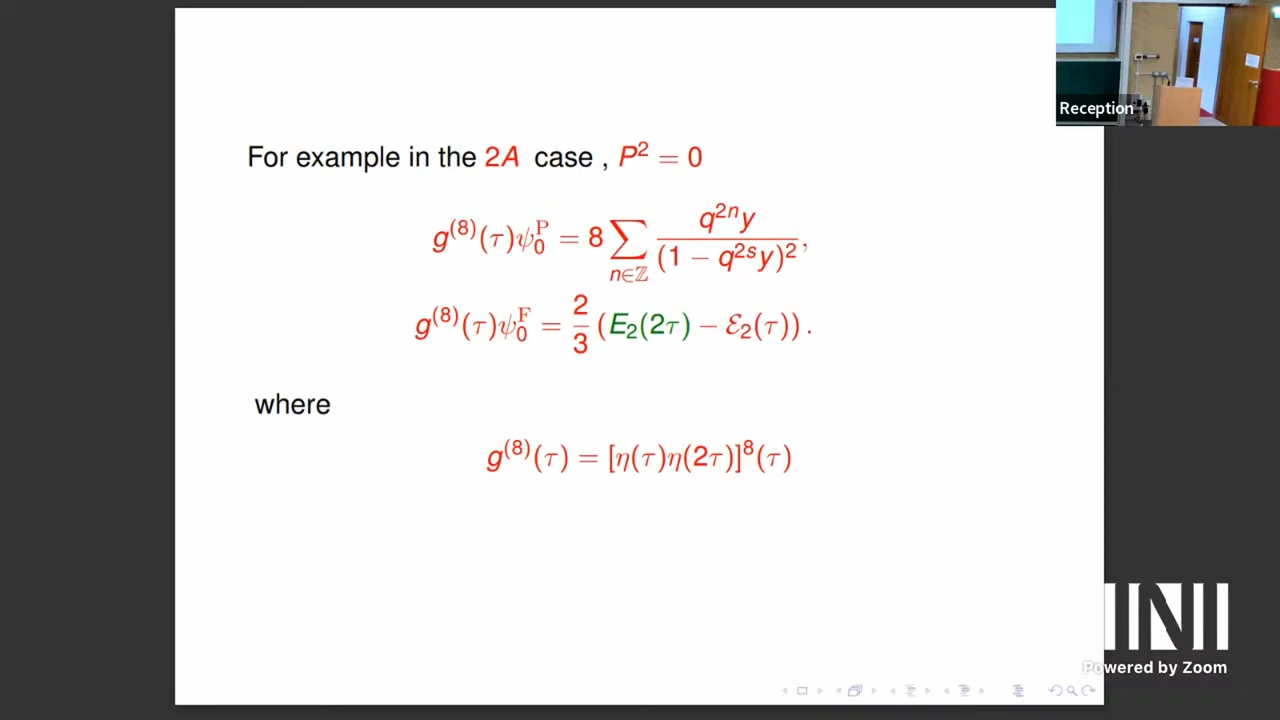 Reception
For example in the 2A case , P² = 0
g⁽⁸⁾(τ)ψ₀ᴾ = 8 ∑_{n∈ℤ} q²ⁿy / (1 − q²ˢy)² ,
g⁽⁸⁾(τ)ψ₀ꟳ = 2/3 (E₂(2τ) − ℰ₂(τ)) .
where
g⁽⁸⁾(τ) = [η(τ)η(2τ)]⁸(τ)
INI
Powered by Zoom